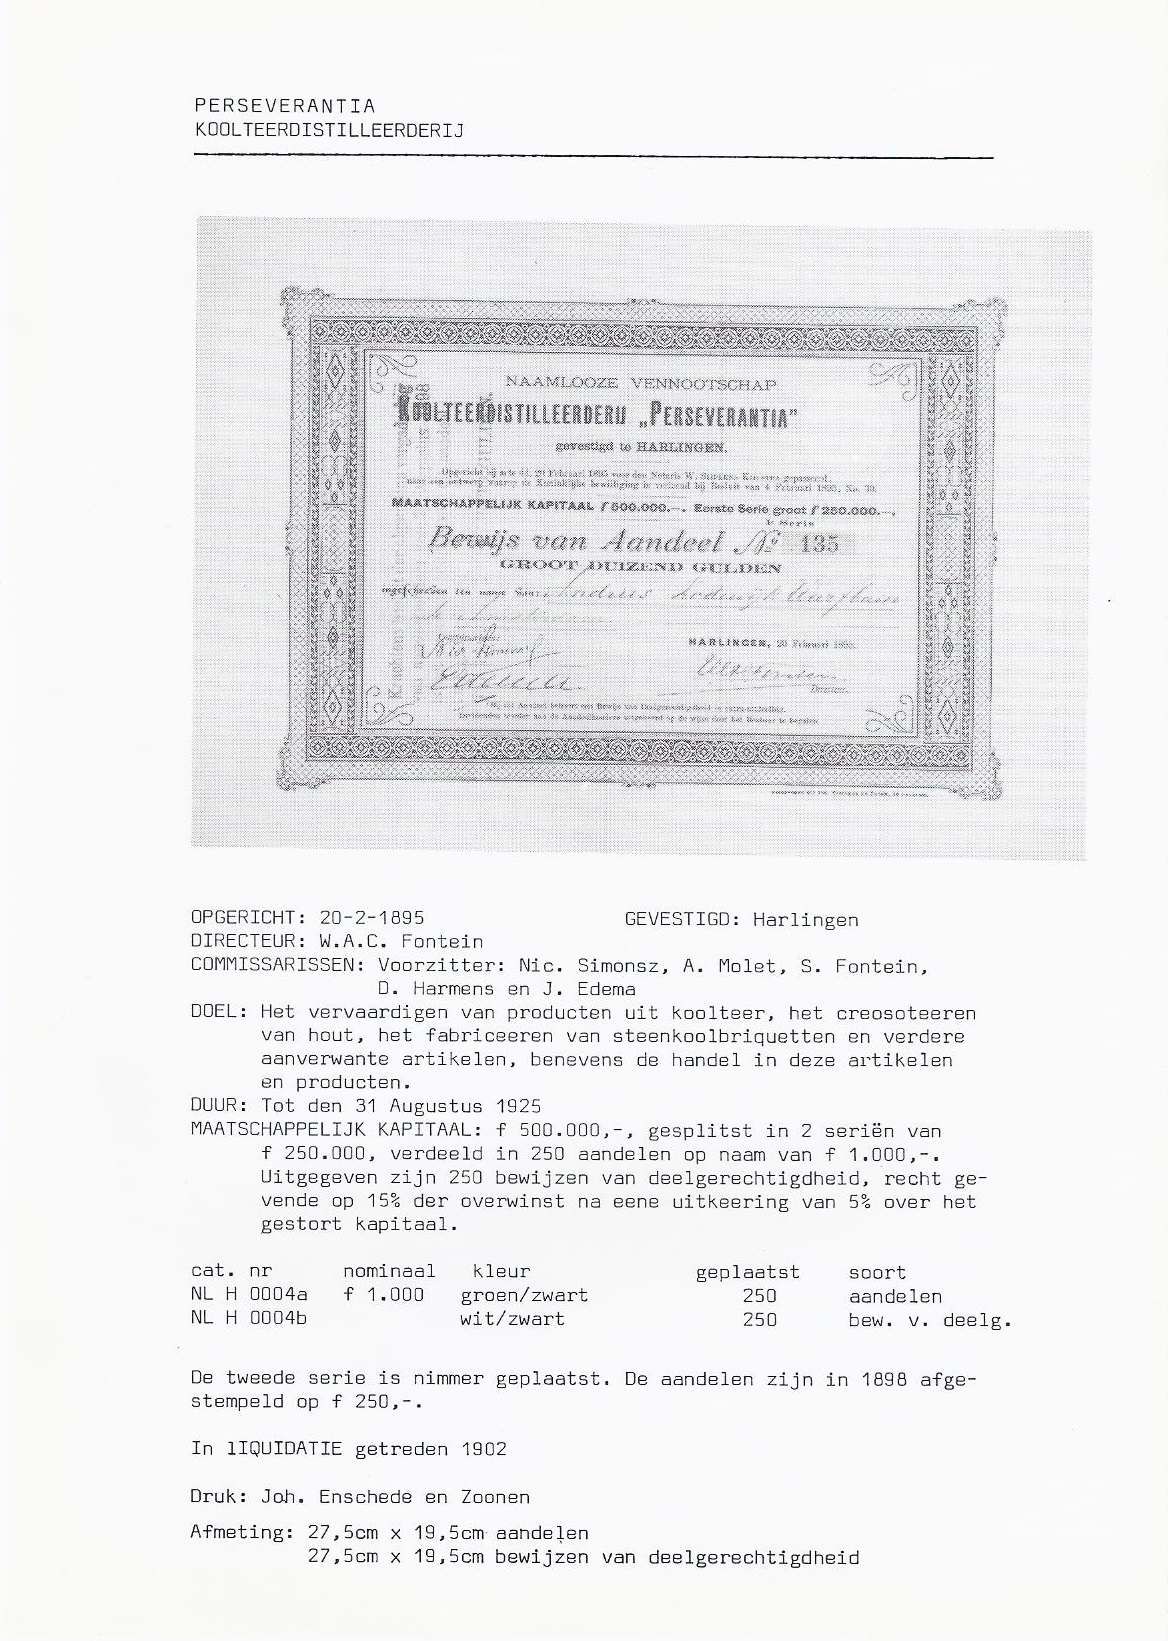 PERSEVERANTIA
KOOLTEERDISTILLEERDERIJ
NAAMLOOZE VENNOOTSCHAP
KOOLTEERDISTILLEERDERIJ „PERSEVERANTIA”
gevestigd te HARLINGEN.
MAATSCHAPPELIJK KAPITAAL f 500.000.—. Eerste Serie groot f 250.000.—.
1e Serie
Bewijs van Aandeel No 135
GROOT DUIZEND GULDEN
HARLINGEN, 20 Februari 1895.
Directeur.
OPGERICHT: 20-2-1895 GEVESTIGD: Harlingen
DIRECTEUR: W.A.C. Fontein
COMMISSARISSEN: Voorzitter: Nic. Simonsz, A. Molet, S. Fontein,
D. Harmens en J. Edema
DOEL: Het vervaardigen van producten uit koolteer, het creosoteeren
van hout, het fabriceeren van steenkoolbriquetten en verdere
aanverwante artikelen, benevens de handel in deze artikelen
en producten.
DUUR: Tot den 31 Augustus 1925
MAATSCHAPPELIJK KAPITAAL: f 500.000,-, gesplitst in 2 seriën van
f 250.000, verdeeld in 250 aandelen op naam van f 1.000,-.
Uitgegeven zijn 250 bewijzen van deelgerechtigdheid, recht ge-
vende op 15% der overwinst na eene uitkeering van 5% over het
gestort kapitaal.
cat. nr nominaal kleur geplaatst soort
NL H 0004a f 1.000 groen/zwart 250 aandelen
NL H 0004b wit/zwart 250 bew. v. deelg.
De tweede serie is nimmer geplaatst. De aandelen zijn in 1898 afge-
stempeld op f 250,-.
In lIQUIDATIE getreden 1902
Druk: Joh. Enschede en Zoonen
Afmeting: 27,5cm x 19,5cm aandelen
27,5cm x 19,5cm bewijzen van deelgerechtigdheid